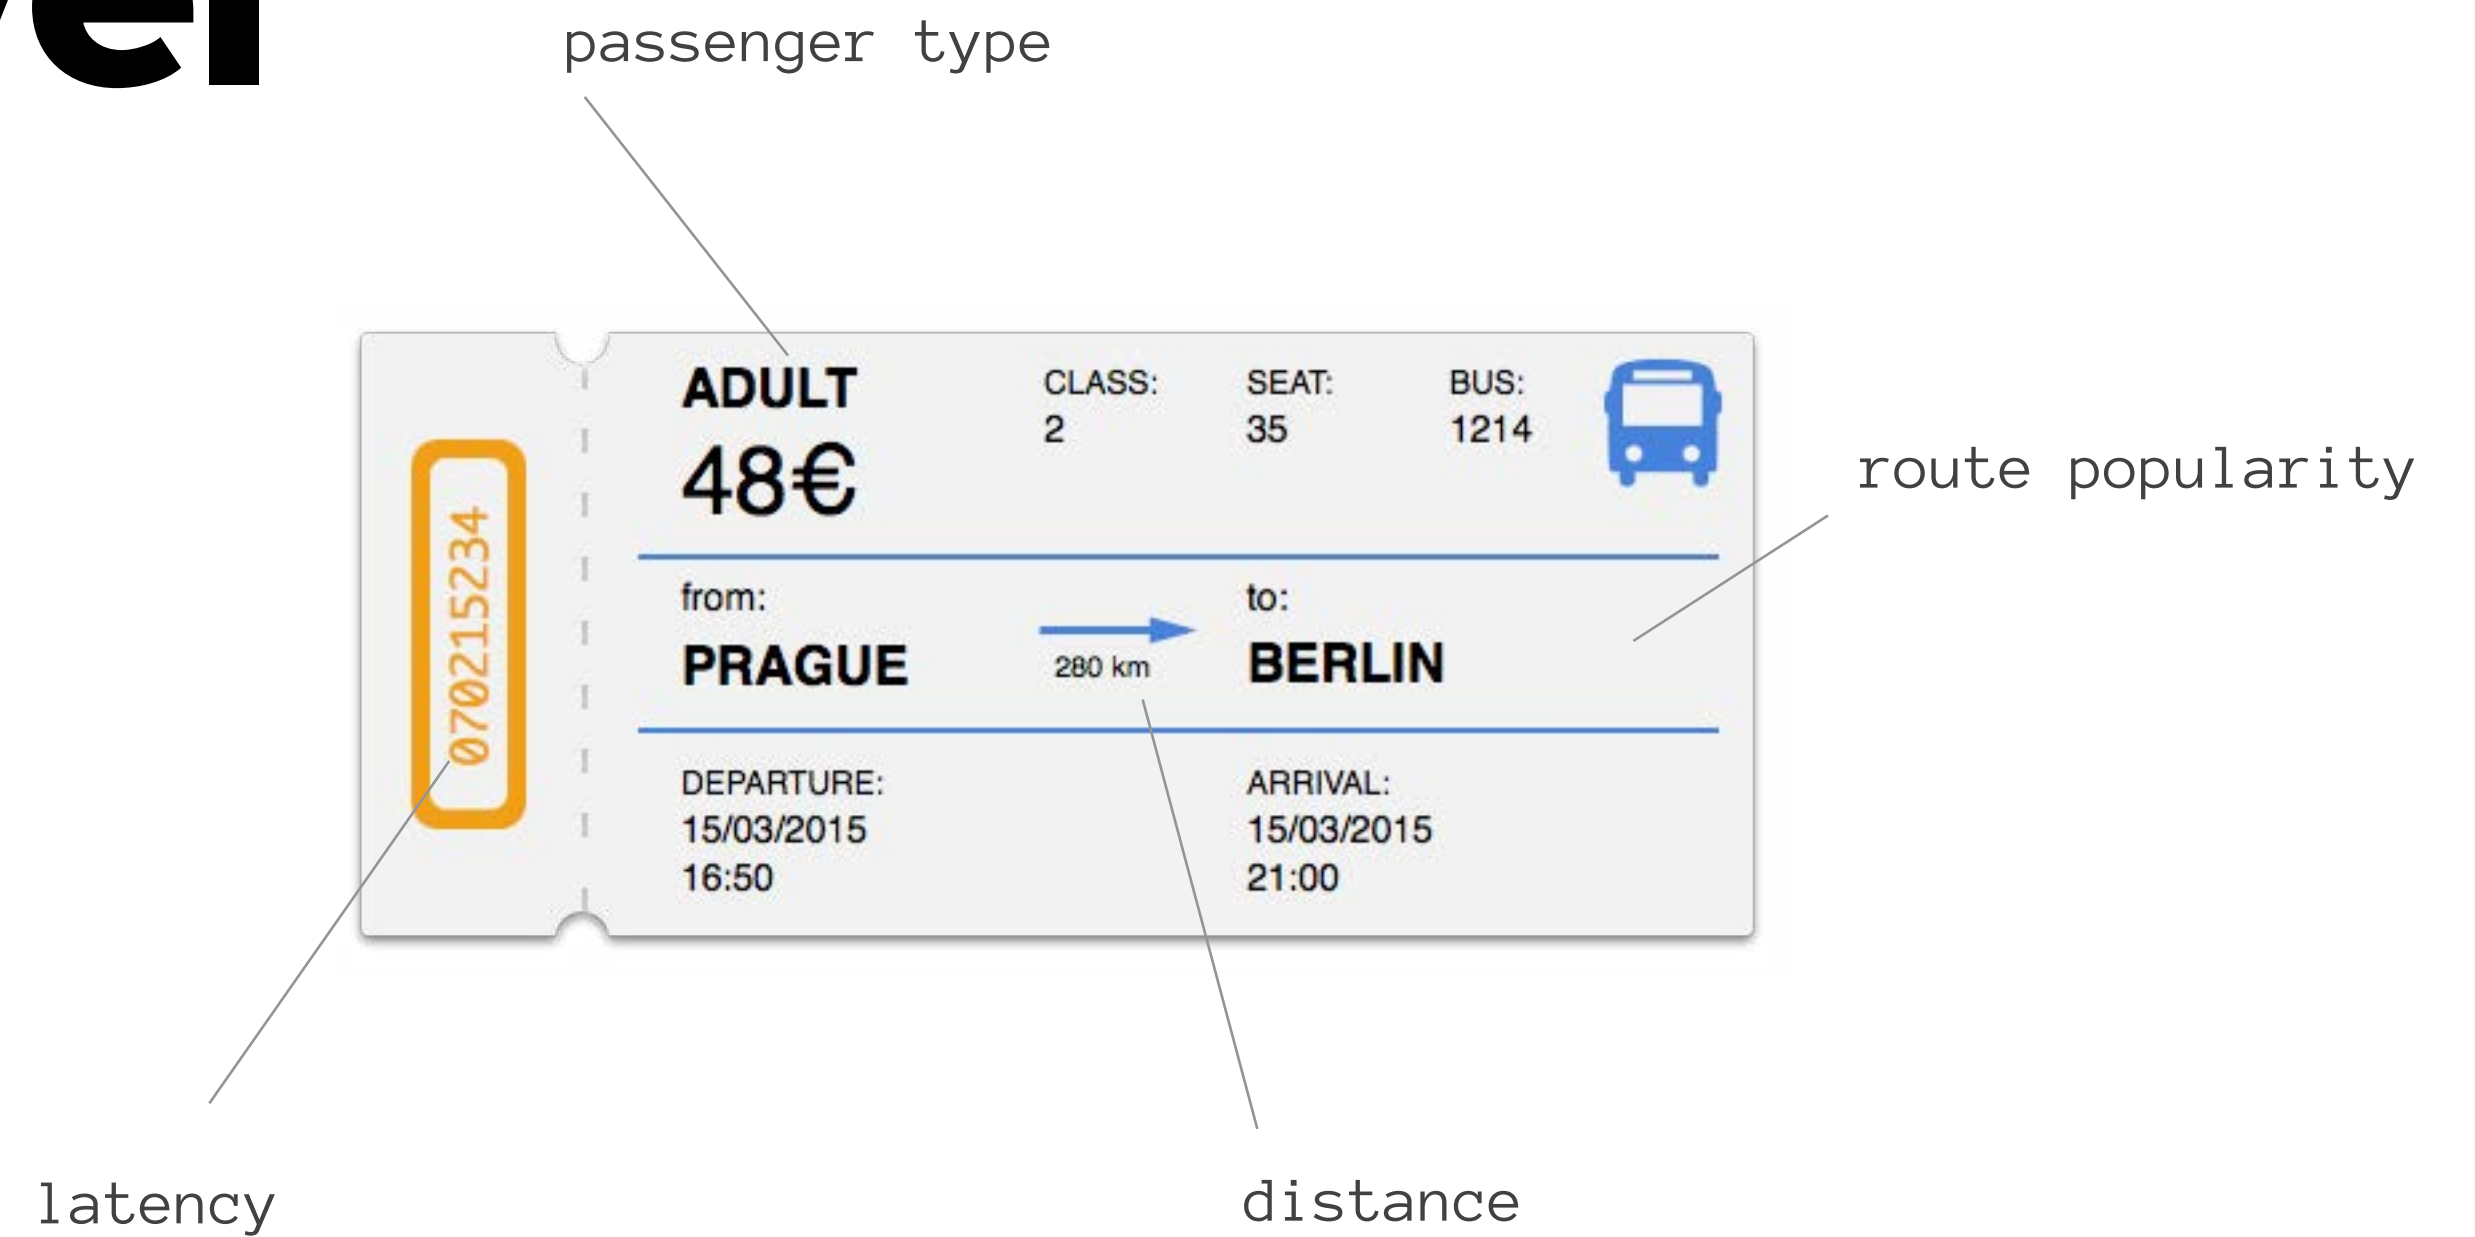 passenger type
ADULT
48€
CLASS:
2
SEAT:
35
BUS:
1214
route popularity
070215234
from:
PRAGUE
280 km
to:
BERLIN
DEPARTURE:
15/03/2015
16:50
ARRIVAL:
15/03/2015
21:00
latency
distance